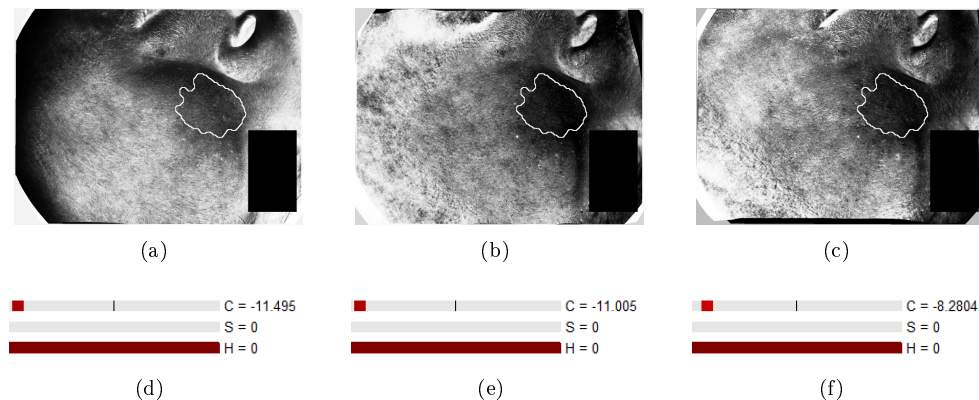 (a) (b) (c)
C = -11.495 C = -11.005 C = -8.2804
S = 0 S = 0 S = 0
H = 0 H = 0 H = 0
(d) (e) (f)